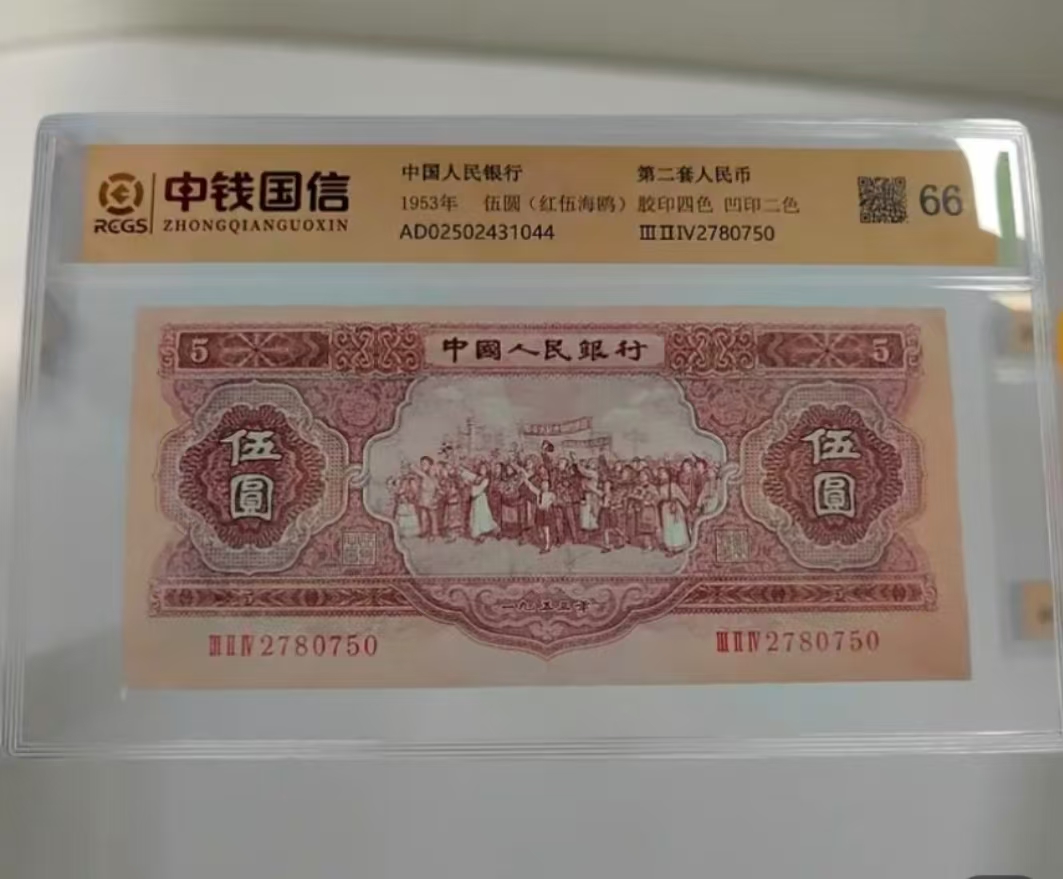 RCGS
中钱国信
ZHONGQIANGUOXIN
中国人民银行
第二套人民币
1953年 伍圆（红伍海鸥）胶印四色 凹印二色
AD02502431044
ⅢⅡⅣ2780750
66
5
中國人民銀行
5
伍
圓
伍
圓
一九五三年
ⅢⅡⅣ2780750
ⅢⅡⅣ2780750